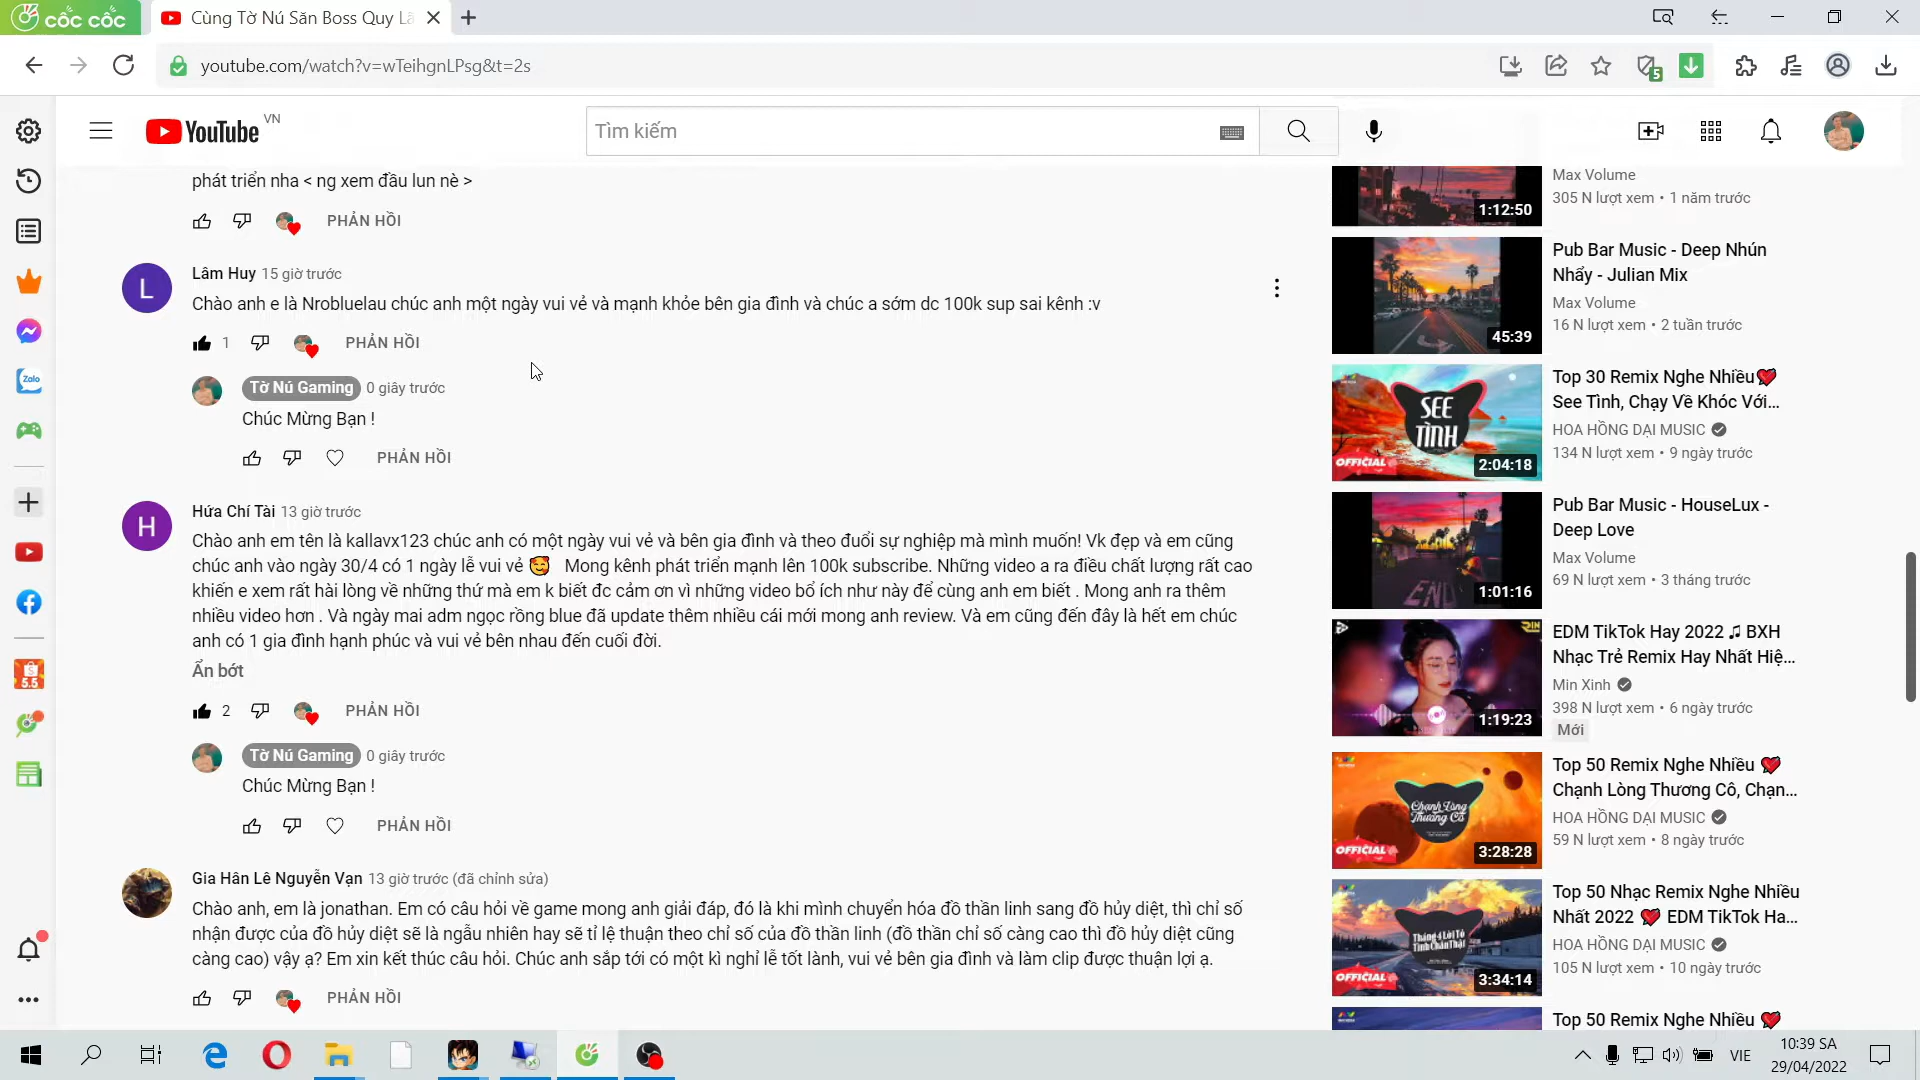 cốc cốc
Cùng Tờ Nú Săn Boss Quy Lã
youtube.com/watch?v=wTeihgnLPsg&t=2s
5
YouTube VN
Tìm kiếm
phát triển nha < ng xem đầu lun nè >
PHẢN HỒI
L
Lâm Huy 15 giờ trước
Chào anh e là Nrobluelau chúc anh một ngày vui vẻ và mạnh khỏe bên gia đình và chúc a sớm dc 100k sup sai kênh :v
1 PHẢN HỒI
Tờ Nú Gaming 0 giây trước
Chúc Mừng Bạn !
PHẢN HỒI
H
Hứa Chí Tài 13 giờ trước
Chào anh em tên là kallavx123 chúc anh có một ngày vui vẻ và bên gia đình và theo đuổi sự nghiệp mà mình muốn! Vk đẹp và em cũng
chúc anh vào ngày 30/4 có 1 ngày lễ vui vẻ 🥰 Mong kênh phát triển mạnh lên 100k subscribe. Những video a ra điều chất lượng rất cao
khiến e xem rất hài lòng về những thứ mà em k biết đc cảm ơn vì những video bổ ích như này để cùng anh em biết . Mong anh ra thêm
nhiều video hơn . Và ngày mai adm ngọc rồng blue đã update thêm nhiều cái mới mong anh review. Và em cũng đến đây là hết em chúc
anh có 1 gia đình hạnh phúc và vui vẻ bên nhau đến cuối đời.
Ẩn bớt
2 PHẢN HỒI
Tờ Nú Gaming 0 giây trước
Chúc Mừng Bạn !
PHẢN HỒI
Gia Hân Lê Nguyễn Vạn 13 giờ trước (đã chỉnh sửa)
Chào anh, em là jonathan. Em có câu hỏi về game mong anh giải đáp, đó là khi mình chuyển hóa đồ thần linh sang đồ hủy diệt, thì chỉ số
nhận được của đồ hủy diệt sẽ là ngẫu nhiên hay sẽ tỉ lệ thuận theo chỉ số của đồ thần linh (đồ thần chỉ số càng cao thì đồ hủy diệt cũng
càng cao) vậy ạ? Em xin kết thúc câu hỏi. Chúc anh sắp tới có một kì nghỉ lễ tốt lành, vui vẻ bên gia đình và làm clip được thuận lợi ạ.
PHẢN HỒI
1:12:50
Max Volume
305 N lượt xem • 1 năm trước
45:39
Pub Bar Music - Deep Nhún
Nhẩy - Julian Mix
Max Volume
16 N lượt xem • 2 tuần trước
SEE
TÌNH
OFFICIAL
2:04:18
Top 30 Remix Nghe Nhiều💘
See Tình, Chạy Về Khóc Với...
HOA HỒNG DẠI MUSIC
134 N lượt xem • 9 ngày trước
END
1:01:16
Pub Bar Music - HouseLux -
Deep Love
Max Volume
69 N lượt xem • 3 tháng trước
1:19:23
EDM TikTok Hay 2022 ♫ BXH
Nhạc Trẻ Remix Hay Nhất Hiệ...
Min Xinh
398 N lượt xem • 6 ngày trước
Mới
Chạnh Lòng
Thương Cô
OFFICIAL
3:28:28
Top 50 Remix Nghe Nhiều 💘
Chạnh Lòng Thương Cô, Chạn...
HOA HỒNG DẠI MUSIC
59 N lượt xem • 8 ngày trước
Tháng 4 Lời Tỏ
Tình Chân Thật
OFFICIAL
3:34:14
Top 50 Nhạc Remix Nghe Nhiều
Nhất 2022 💘 EDM TikTok Ha...
HOA HỒNG DẠI MUSIC
105 N lượt xem • 10 ngày trước
Top 50 Remix Nghe Nhiều 💘
Zalo
5.5
VIE
10:39 SA
29/04/2022